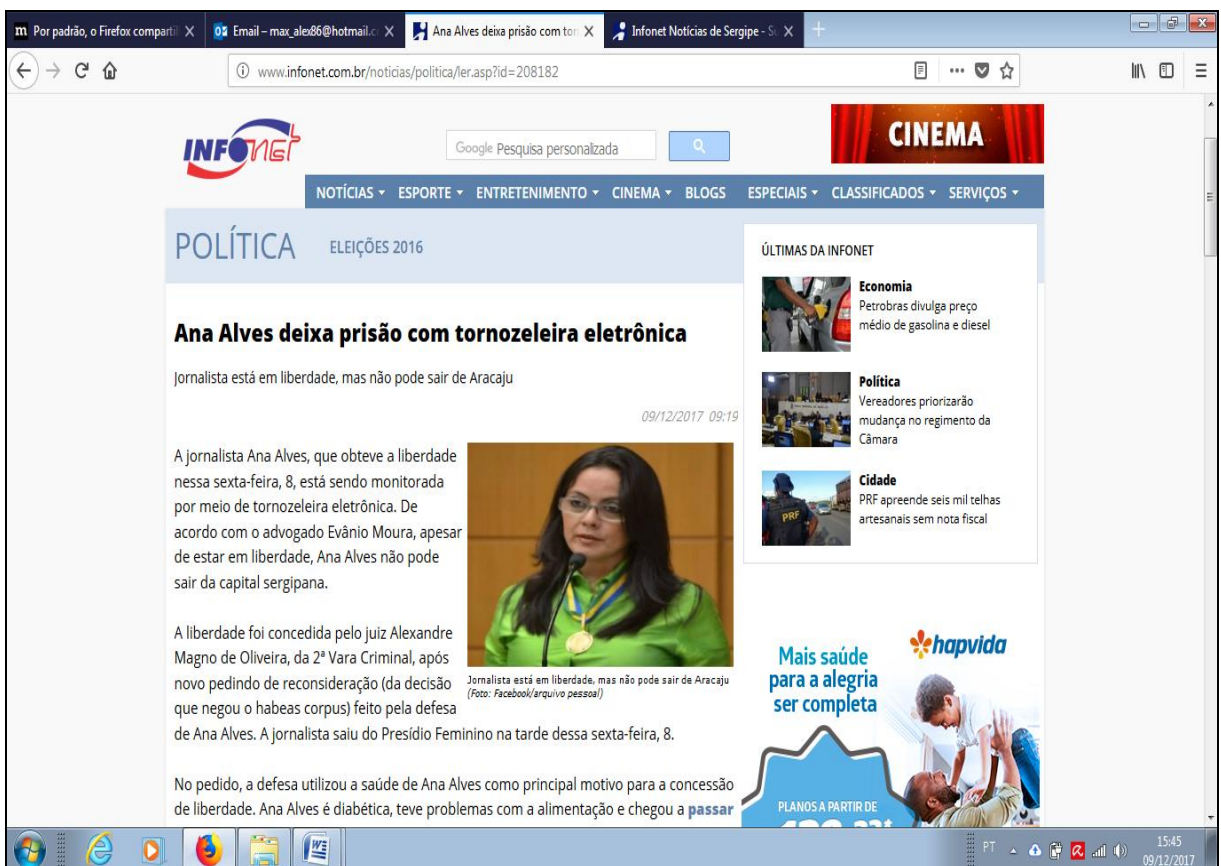 Por padrão, o Firefox comparti
Email – max_alex86@hotmail.c
Ana Alves deixa prisão com torn
Infonet Notícias de Sergipe - Su
www.infonet.com.br/noticias/politica/ler.asp?id=208182
INFONET
Google Pesquisa personalizada
CINEMA
NOTÍCIAS ESPORTE ENTRETENIMENTO CINEMA BLOGS ESPECIAIS CLASSIFICADOS SERVIÇOS
POLÍTICA ELEIÇÕES 2016
Ana Alves deixa prisão com tornozeleira eletrônica
Jornalista está em liberdade, mas não pode sair de Aracaju
09/12/2017 09:19
A jornalista Ana Alves, que obteve a liberdade
nessa sexta-feira, 8, está sendo monitorada
por meio de tornozeleira eletrônica. De
acordo com o advogado Evânio Moura, apesar
de estar em liberdade, Ana Alves não pode
sair da capital sergipana.
A liberdade foi concedida pelo juiz Alexandre
Magno de Oliveira, da 2ª Vara Criminal, após
novo pedindo de reconsideração (da decisão
que negou o habeas corpus) feito pela defesa
de Ana Alves. A jornalista saiu do Presídio Feminino na tarde dessa sexta-feira, 8.
Jornalista está em liberdade, mas não pode sair de Aracaju
(Foto: Facebook/arquivo pessoal)
No pedido, a defesa utilizou a saúde de Ana Alves como principal motivo para a concessão
de liberdade. Ana Alves é diabética, teve problemas com a alimentação e chegou a passar
ÚLTIMAS DA INFONET
Economia
Petrobras divulga preço
médio de gasolina e diesel
Política
Vereadores priorizarão
mudança no regimento da
Câmara
Cidade
PRF apreende seis mil telhas
artesanais sem nota fiscal
PRF
hapvida
Mais saúde
para a alegria
ser completa
PLANOS A PARTIR DE
PT
15:45
09/12/2017